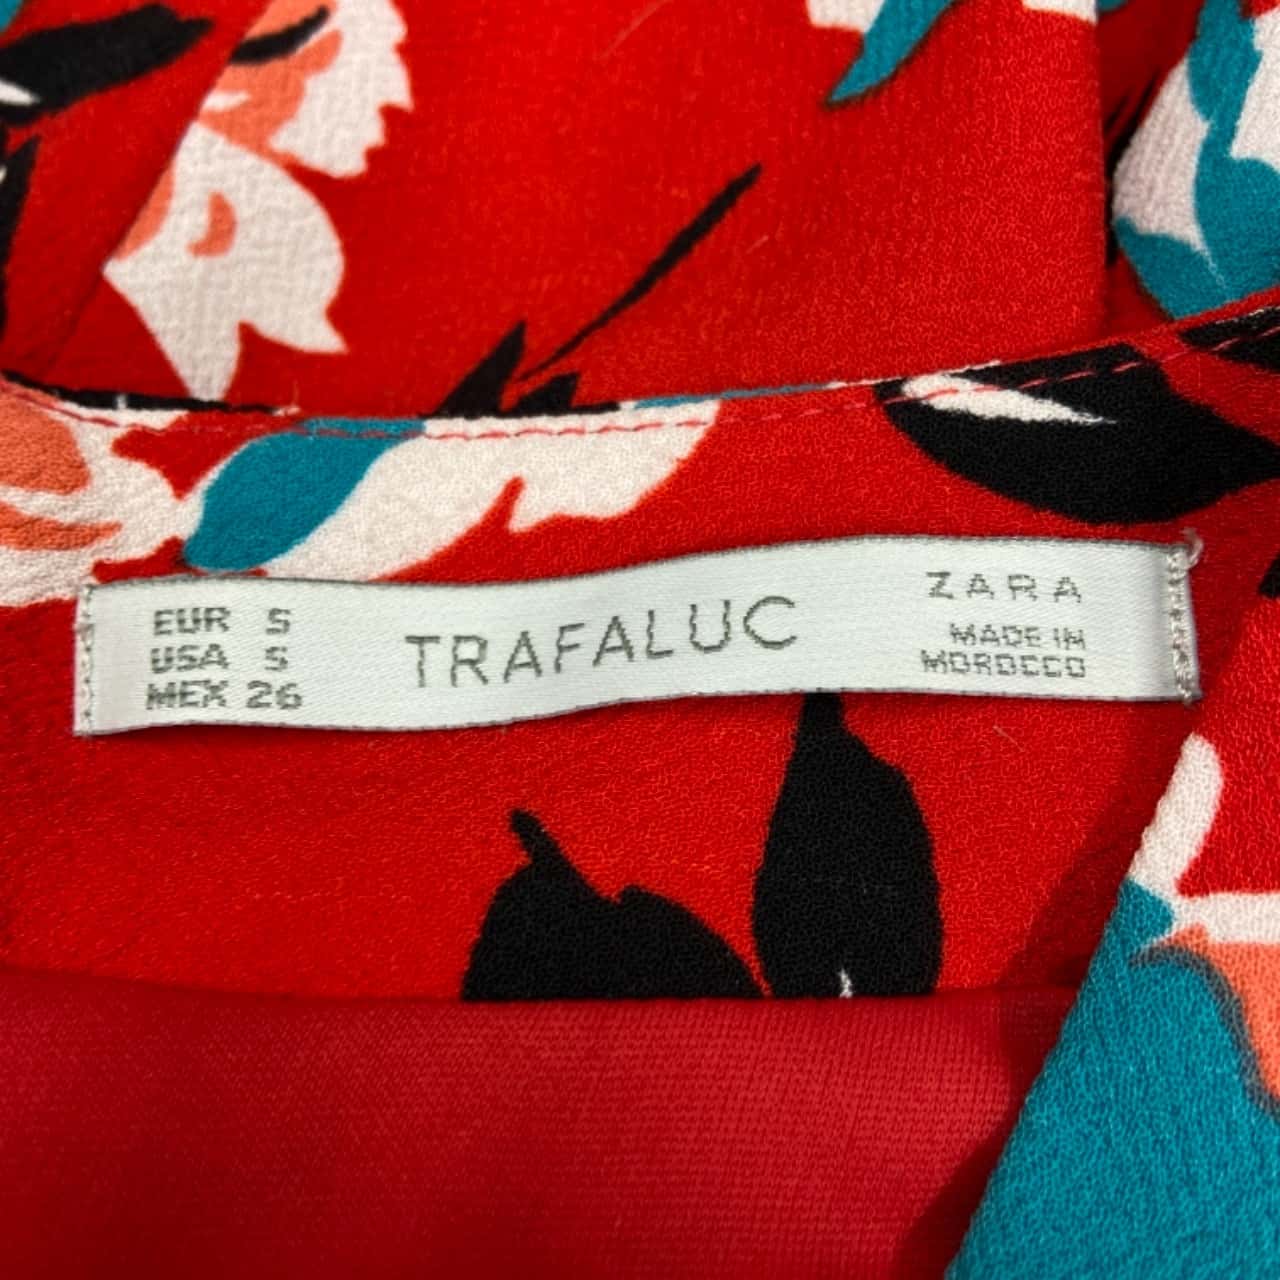 EUR S
USA S
MEX 26
TRAFALUC
ZARA
MADE IN
MOROCCO